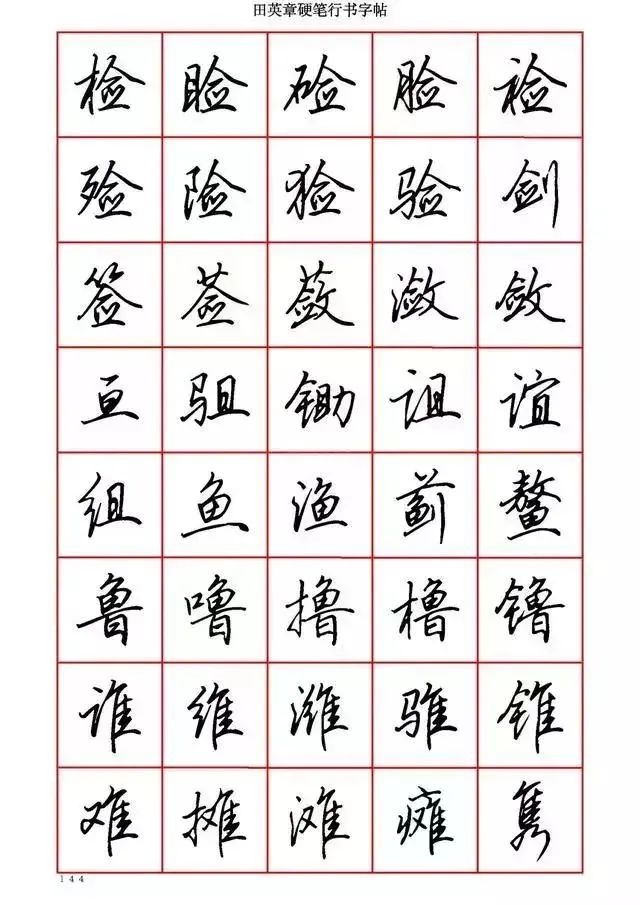 田英章硬笔行书字帖
检 睑 硷 脸 裣
殓 险 猃 验 剑
签 莶 蔹 潋 敛
亘 驵 锄 诅 谊
组 鱼 渔 蓟 鳌
鲁 噜 撸 橹 镥
谁 维 潍 骓 锥
难 摊 滩 瘫 隽
144